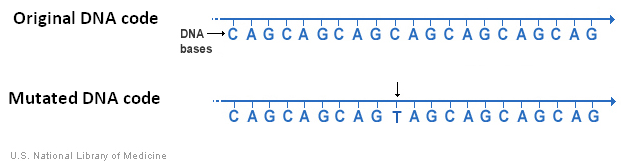 Original DNA code
DNA
bases
C A G C A G C A G C A G C A G C A G C A G
Mutated DNA code
C A G C A G C A G T A G C A G C A G C A G
U.S. National Library of Medicine